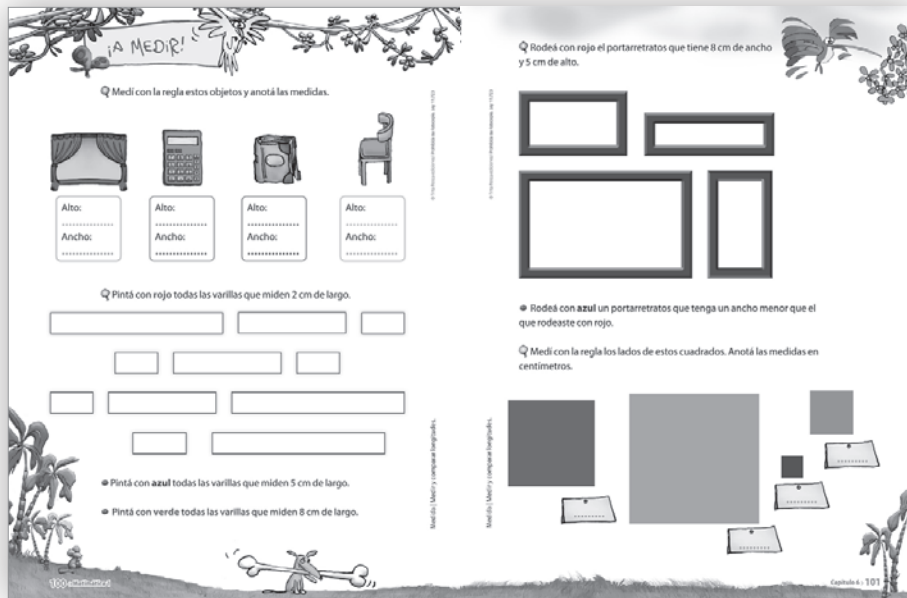 ¡A MEDIR!
Medí con la regla estos objetos y anotá las medidas.
Alto:
Ancho:
Alto:
Ancho:
Alto:
Ancho:
Alto:
Ancho:
Pintá con rojo todas las varillas que miden 2 cm de largo.
Pintá con azul todas las varillas que miden 5 cm de largo.
Pintá con verde todas las varillas que miden 8 cm de largo.
Medida | Medir y comparar longitudes.
100
Rodeá con rojo el portarretratos que tiene 8 cm de ancho
y 5 cm de alto.
Rodeá con azul un portarretratos que tenga un ancho menor que el
que rodeaste con rojo.
Medí con la regla los lados de estos cuadrados. Anotá las medidas en
centímetros.
Medida | Medir y comparar longitudes.
Capítulo 6 > 101